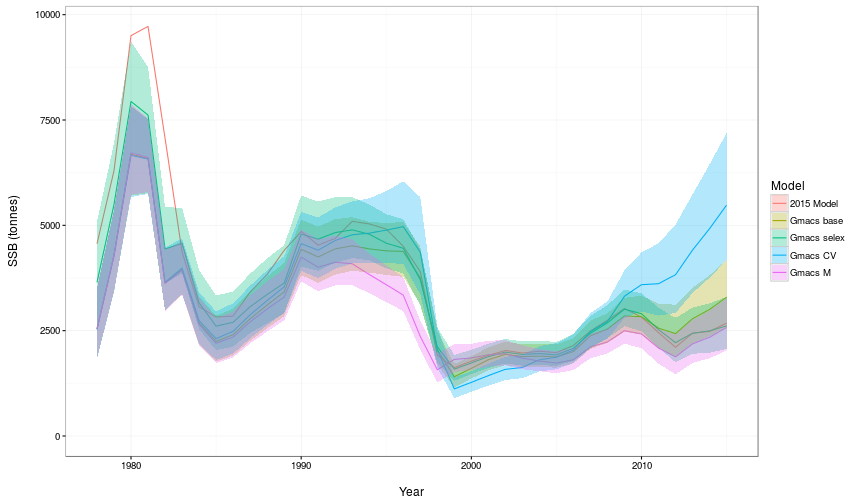 10000
7500
5000
2500
0
SSB (tonnes)
1980
1990
2000
2010
Year
Model
2015 Model
Gmacs base
Gmacs selex
Gmacs CV
Gmacs M